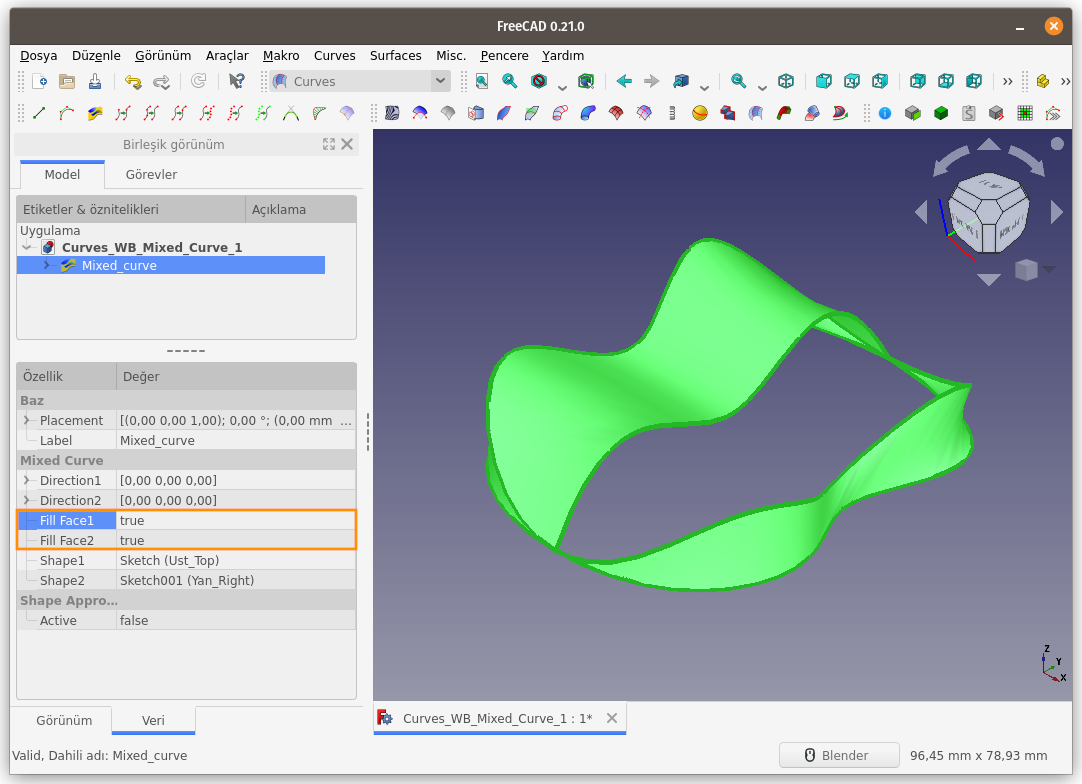 FreeCAD 0.21.0
Dosya Düzenle Görünüm Araçlar Makro Curves Surfaces Misc. Pencere Yardım
Curves
Birleşik görünüm
Model Görevler
Etiketler & öznitelikleri Açıklama
Uygulama
Curves_WB_Mixed_Curve_1
Mixed_curve
Özellik Değer
Baz
Placement [(0,00 0,00 1,00); 0,00 °; (0,00 mm ...
Label Mixed_curve
Mixed Curve
Direction1 [0,00 0,00 0,00]
Direction2 [0,00 0,00 0,00]
Fill Face1 true
Fill Face2 true
Shape1 Sketch (Ust_Top)
Shape2 Sketch001 (Yan_Right)
Shape Appro...
Active false
Z
Y
X
Görünüm Veri
Curves_WB_Mixed_Curve_1 : 1*
Valid, Dahili adı: Mixed_curve
Blender 96,45 mm x 78,93 mm